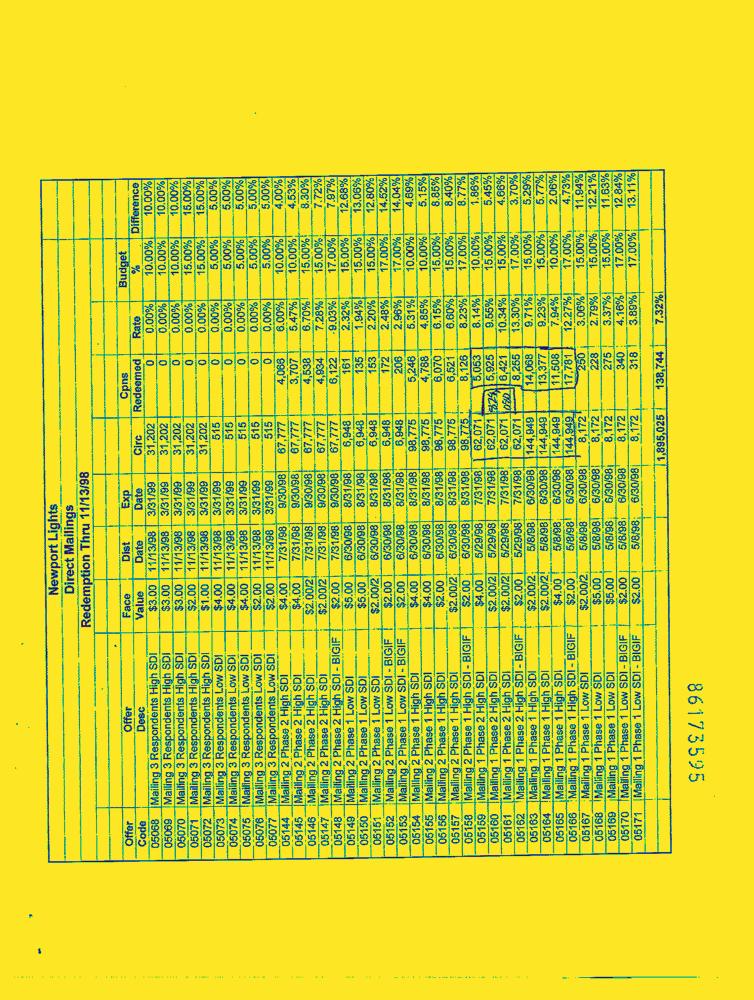 Newport Lights
Direct Mailings
Redemption Thru 11/13/98
Offer Offer Face Dist Exp Cpns Budget
Code Desc Value Date Date Circ Redeemed Rate % Difference
05068 Mailing 3 Respondents High SDI $3.00 11/13/98 3/31/99 31,202 0 0.00% 10.00% 10.00%
05069 Mailing 3 Respondents High SDI $3.00 11/13/98 3/31/99 31,202 0 0.00% 10.00% 10.00%
05070 Mailing 3 Respondents High SDI $3.00 11/13/98 3/31/99 31,202 0 0.00% 10.00% 10.00%
05071 Mailing 3 Respondents High SDI $2.00 11/13/98 3/31/99 31,202 0 0.00% 15.00% 15.00%
05072 Mailing 3 Respondents High SDI $1.00 11/13/98 3/31/99 31,202 0 0.00% 15.00% 15.00%
05073 Mailing 3 Respondents Low SDI $4.00 11/13/98 3/31/99 515 0 0.00% 5.00% 5.00%
05074 Mailing 3 Respondents Low SDI $4.00 11/13/98 3/31/99 515 0 0.00% 5.00% 5.00%
05075 Mailing 3 Respondents Low SDI $4.00 11/13/98 3/31/99 515 0 0.00% 5.00% 5.00%
05076 Mailing 3 Respondents Low SDI $2.00 11/13/98 3/31/99 515 0 0.00% 5.00% 5.00%
05077 Mailing 3 Respondents Low SDI $2.00 11/13/98 3/31/99 515 0 0.00% 5.00% 5.00%
05144 Mailing 2 Phase 2 High SDI $4.00 7/31/98 9/30/98 67,777 4,066 6.00% 10.00% 4.00%
05145 Mailing 2 Phase 2 High SDI $4.00 7/31/98 9/30/98 67,777 3,707 5.47% 10.00% 4.53%
05146 Mailing 2 Phase 2 High SDI $2.00/2 7/31/98 9/30/98 67,777 4,538 6.70% 15.00% 8.30%
05147 Mailing 2 Phase 2 High SDI $2.00/2 7/31/98 9/30/98 67,777 4,934 7.28% 15.00% 7.72%
05148 Mailing 2 Phase 2 High SDI - BIGIF $2.00 7/31/98 9/30/98 67,777 6,122 9.03% 17.00% 7.97%
05149 Mailing 2 Phase 1 Low SDI $5.00 6/30/98 8/31/98 6,948 161 2.32% 15.00% 12.68%
05150 Mailing 2 Phase 1 Low SDI $5.00 6/30/98 8/31/98 6,948 135 1.94% 15.00% 13.06%
05151 Mailing 2 Phase 1 Low SDI $2.00/2 6/30/98 8/31/98 6,948 153 2.20% 15.00% 12.80%
05152 Mailing 2 Phase 1 Low SDI - BIGIF $2.00 6/30/98 8/31/98 6,948 172 2.48% 17.00% 14.52%
05153 Mailing 2 Phase 1 Low SDI - BIGIF $2.00 6/30/98 8/31/98 6,948 206 2.96% 17.00% 14.04%
05154 Mailing 2 Phase 1 High SDI $4.00 6/30/98 8/31/98 98,775 5,246 5.31% 10.00% 4.69%
05155 Mailing 2 Phase 1 High SDI $4.00 6/30/98 8/31/98 98,775 4,788 4.85% 10.00% 5.15%
05156 Mailing 2 Phase 1 High SDI $2.00 6/30/98 8/31/98 98,775 6,070 6.15% 15.00% 8.85%
05157 Mailing 2 Phase 1 High SDI $2.00/2 6/30/98 8/31/98 98,775 6,521 6.60% 15.00% 8.40%
05158 Mailing 2 Phase 1 High SDI - BIGIF $2.00 6/30/98 8/31/98 98,775 8,126 8.23% 17.00% 8.77%
05159 Mailing 1 Phase 2 High SDI $4.00 5/29/98 7/31/98 62,071 5,053 8.14% 10.00% 1.86%
05160 Mailing 1 Phase 2 High SDI $2.00/2 5/29/98 7/31/98 62,071 5,925 9.55% 15.00% 5.45%
05161 Mailing 1 Phase 2 High SDI $2.00/2 5/29/98 7/31/98 62,071 6,421 10.34% 15.00% 4.66%
05162 Mailing 1 Phase 2 High SDI - BIGIF $2.00 5/29/98 7/31/98 62,071 8,255 13.30% 17.00% 3.70%
05163 Mailing 1 Phase 1 High SDI $2.00/2 5/8/98 6/30/98 144,949 14,068 9.71% 15.00% 5.29%
05164 Mailing 1 Phase 1 High SDI $2.00/2 5/8/98 6/30/98 144,949 13,377 9.23% 15.00% 5.77%
05165 Mailing 1 Phase 1 High SDI $4.00 5/8/98 6/30/98 144,949 11,508 7.94% 10.00% 2.06%
05166 Mailing 1 Phase 1 High SDI - BIGIF $2.00 5/8/98 6/30/98 144,949 17,781 12.27% 17.00% 4.73%
05167 Mailing 1 Phase 1 Low SDI $2.00/2 5/8/98 6/30/98 8,172 250 3.06% 15.00% 11.94%
05168 Mailing 1 Phase 1 Low SDI $5.00 5/8/98 6/30/98 8,172 228 2.79% 15.00% 12.21%
05169 Mailing 1 Phase 1 Low SDI $5.00 5/8/98 6/30/98 8,172 275 3.37% 15.00% 11.63%
05170 Mailing 1 Phase 1 Low SDI - BIGIF $2.00 5/8/98 6/30/98 8,172 340 4.16% 17.00% 12.84%
05171 Mailing 1 Phase 1 Low SDI - BIGIF $2.00 5/8/98 6/30/98 8,172 318 3.89% 17.00% 13.11%
1,895,025 138,744 7.32%
86173595